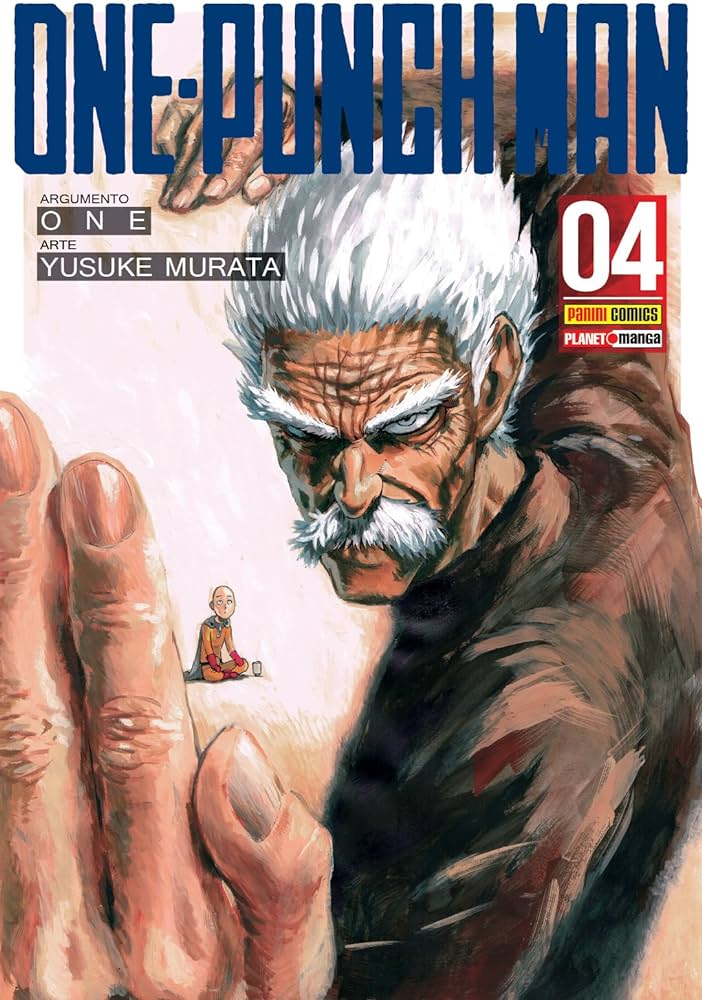 ONE-PUNCH MAN
ARGUMENTO
ONE
ARTE
YUSUKE MURATA
04
PANINI COMICS
PLANET manga